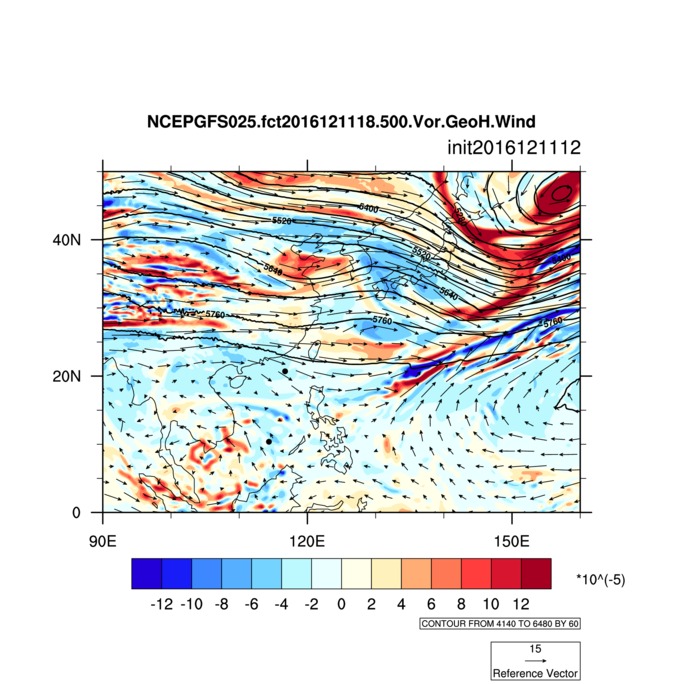 NCEPGFS025.fct2016121118.500.Vor.GeoH.Wind
init2016121112
5400
5520
5280
40N
5520
5640
5640
5760
5760
5760
20N
0
90E 120E 150E
-12 -10 -8 -6 -4 -2 0 2 4 6 8 10 12
*10^(-5)
CONTOUR FROM 4140 TO 6480 BY 60
15
Reference Vector